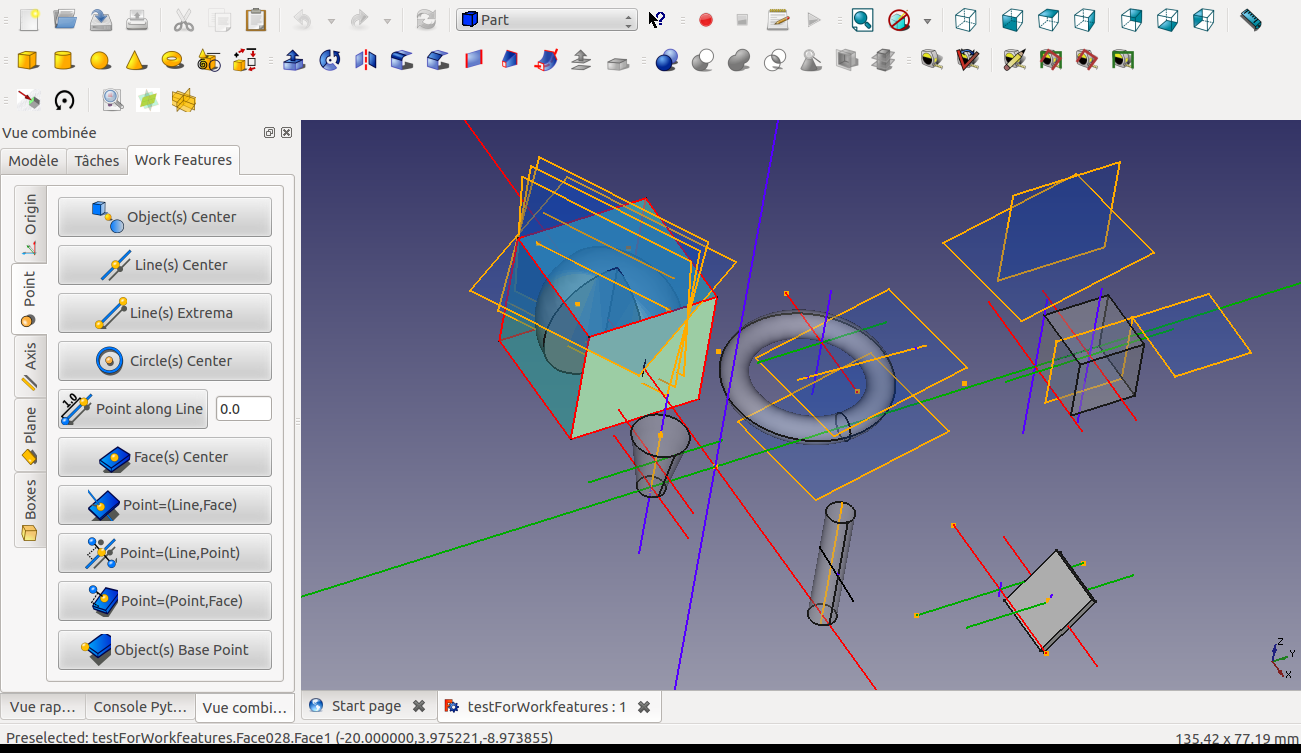 Part
Vue combinée
Modèle
Tâches
Work Features
Origin
Point
Axis
Plane
Boxes
Object(s) Center
Line(s) Center
Line(s) Extrema
Circle(s) Center
1.0
Point along Line
0.0
Face(s) Center
Point=(Line,Face)
Point=(Line,Point)
Point=(Point,Face)
Object(s) Base Point
Z
Y
X
Vue rap...
Console Pyt...
Vue combi...
Start page
testForWorkfeatures : 1
Preselected: testForWorkfeatures.Face028.Face1 (-20.000000,3.975221,-8.973855)
135.42 x 77.19 mm